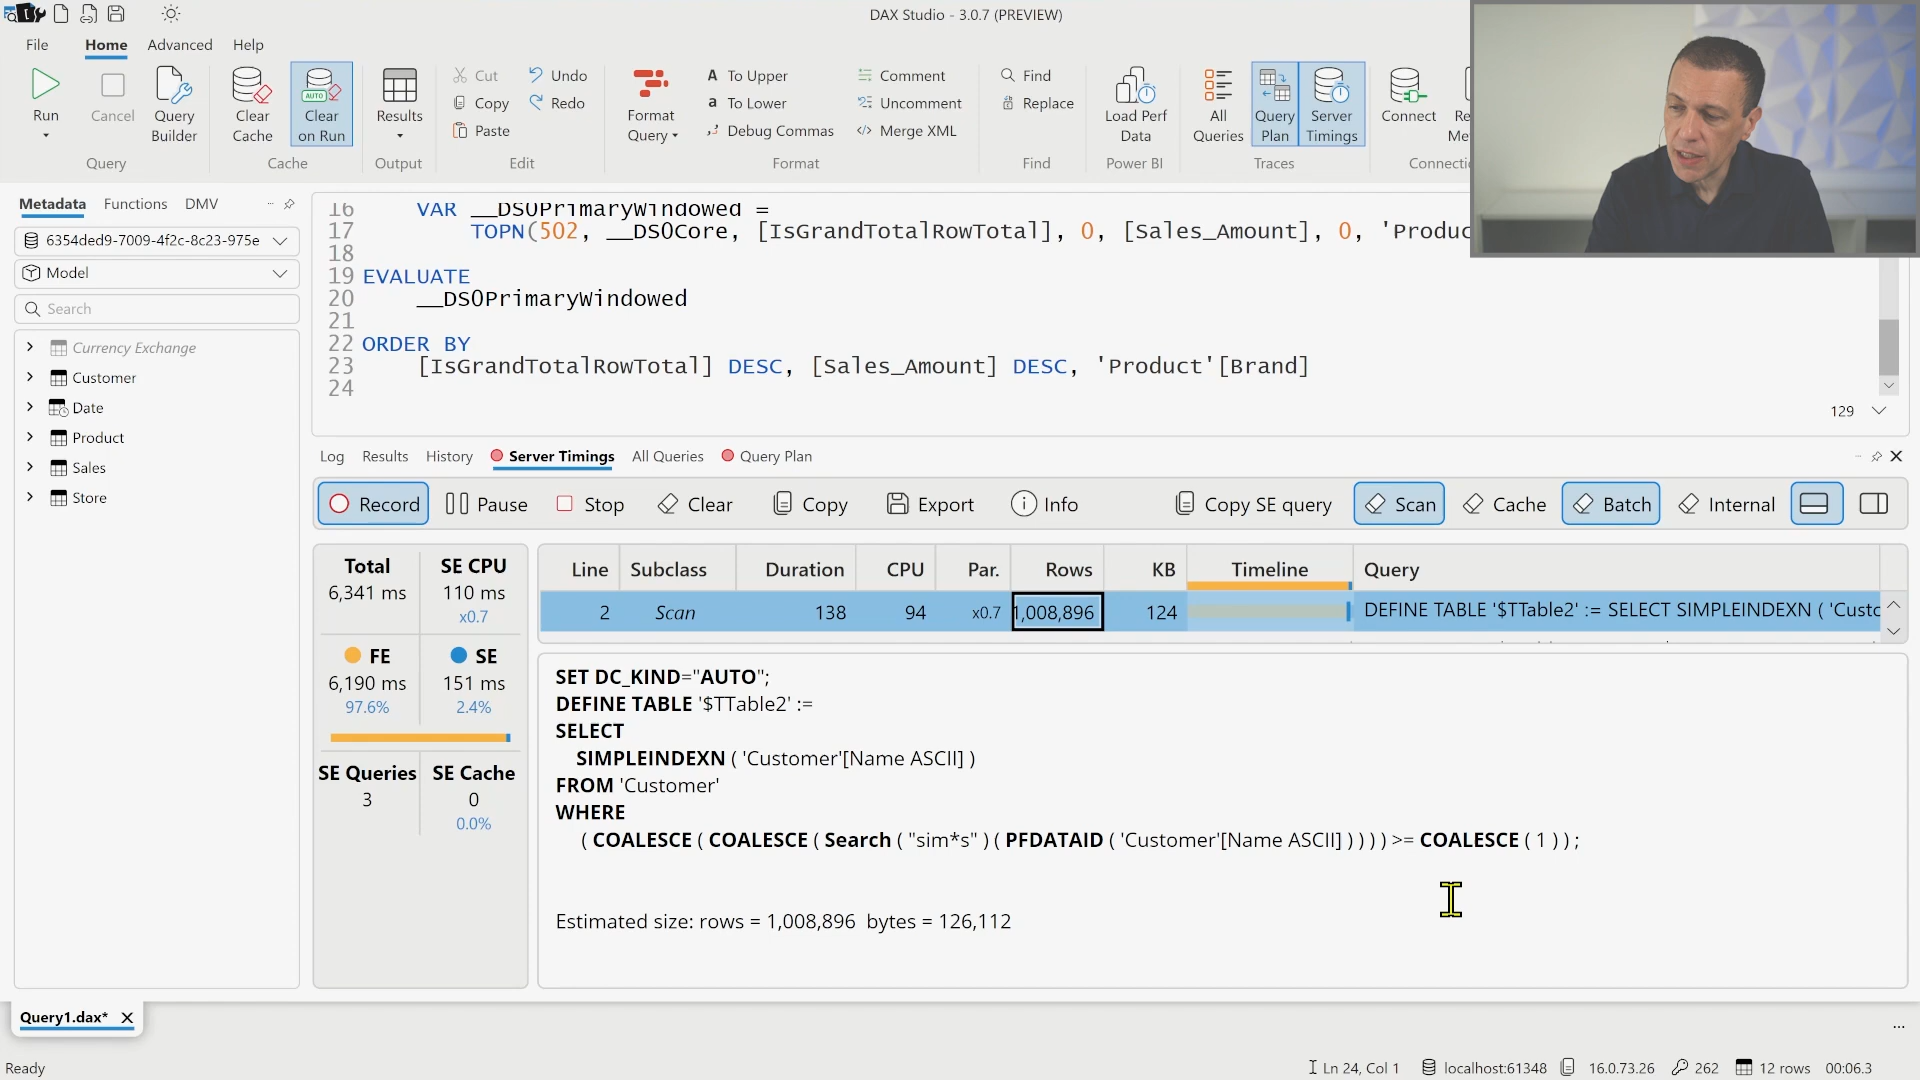 DAX Studio - 3.0.7 (PREVIEW)
File Home Advanced Help
Run Cancel Query Builder Clear Cache AUTO Clear on Run Results
Cut Copy Paste Undo Redo
Format Query To Upper To Lower Debug Commas Comment Uncomment Merge XML
Find Replace Load Perf Data All Queries Query Plan Server Timings Connect
Query Cache Output Edit Format Find Power BI Traces
Metadata Functions DMV
6354ded9-7009-4f2c-8c23-975e
Model
Search
Currency Exchange
Customer
Date
Product
Sales
Store
16 VAR __DS0PrimaryWindowed =
17 TOPN(502, __DS0Core, [IsGrandTotalRowTotal], 0, [Sales_Amount], 0, 'Produc
18
19 EVALUATE
20 __DS0PrimaryWindowed
21
22 ORDER BY
23 [IsGrandTotalRowTotal] DESC, [Sales_Amount] DESC, 'Product'[Brand]
24
129
Log Results History Server Timings All Queries Query Plan
Record Pause Stop Clear Copy Export Info Copy SE query Scan Cache Batch Internal
Total SE CPU
6,341 ms 110 ms
x0.7
FE SE
6,190 ms 151 ms
97.6% 2.4%
SE Queries SE Cache
3 0
0.0%
Line Subclass Duration CPU Par. Rows KB Timeline Query
2 Scan 138 94 x0.7 1,008,896 124 DEFINE TABLE '$TTable2' := SELECT SIMPLEINDEXN ( 'Custo
SET DC_KIND="AUTO";
DEFINE TABLE '$TTable2' :=
SELECT
SIMPLEINDEXN ( 'Customer'[Name ASCII] )
FROM 'Customer'
WHERE
( COALESCE ( COALESCE ( Search ( "sim*s" ) ( PFDATAID ( 'Customer'[Name ASCII] ) ) ) ) >= COALESCE ( 1 ) ) ;
Estimated size: rows = 1,008,896 bytes = 126,112
Query1.dax*
Ready
Ln 24, Col 1 localhost:61348 16.0.73.26 262 12 rows 00:06.3